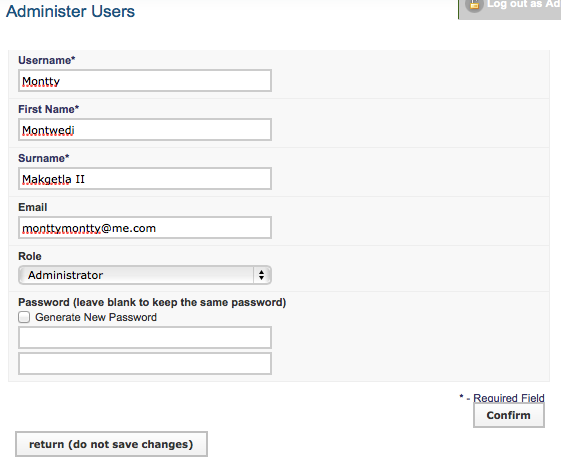 Administer Users
Log out as Ad
Username*
Montty
First Name*
Montwedi
Surname*
Makgetla II
Email
monttymontty@me.com
Role
Administrator
Password (leave blank to keep the same password)
Generate New Password
* - Required Field
Confirm
return (do not save changes)